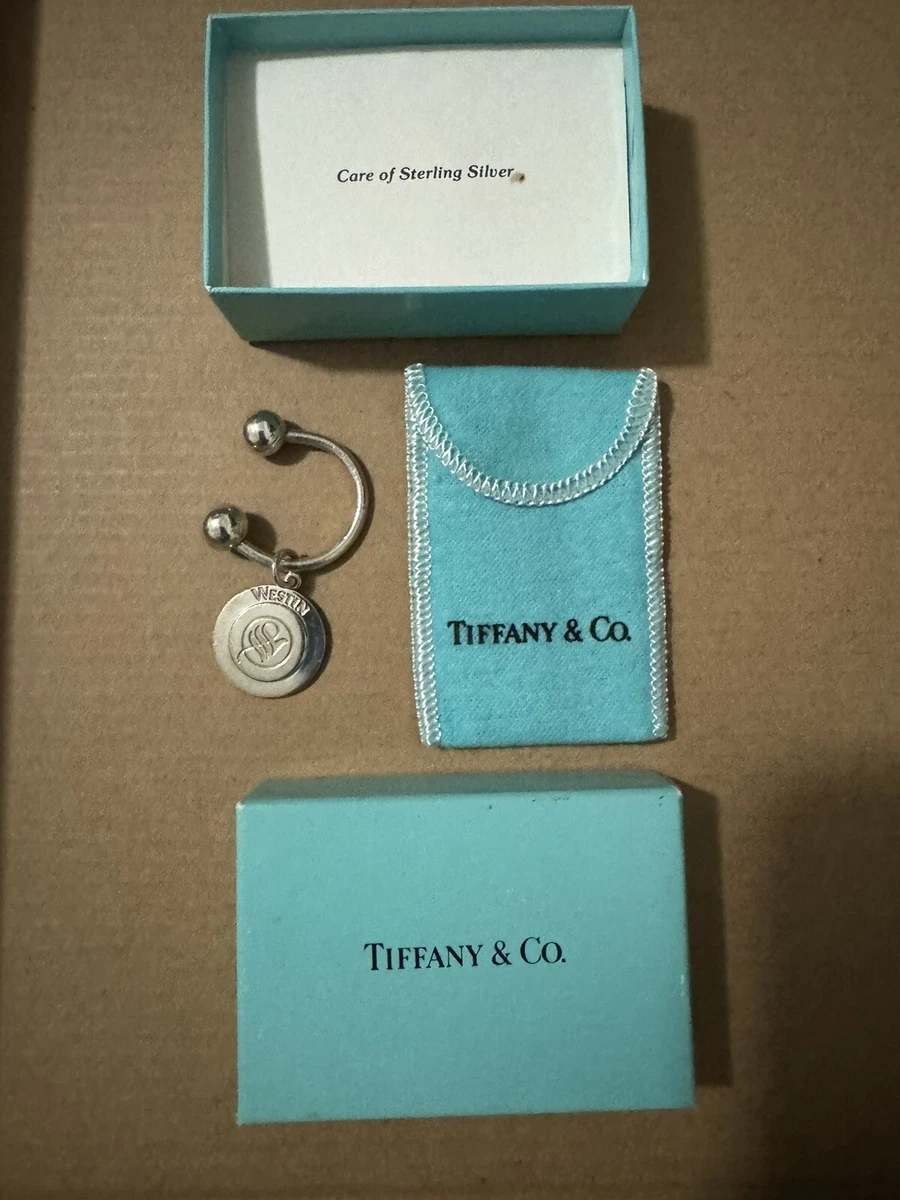 Care of Sterling Silver
WESTIN
TIFFANY & CO.
TIFFANY & CO.